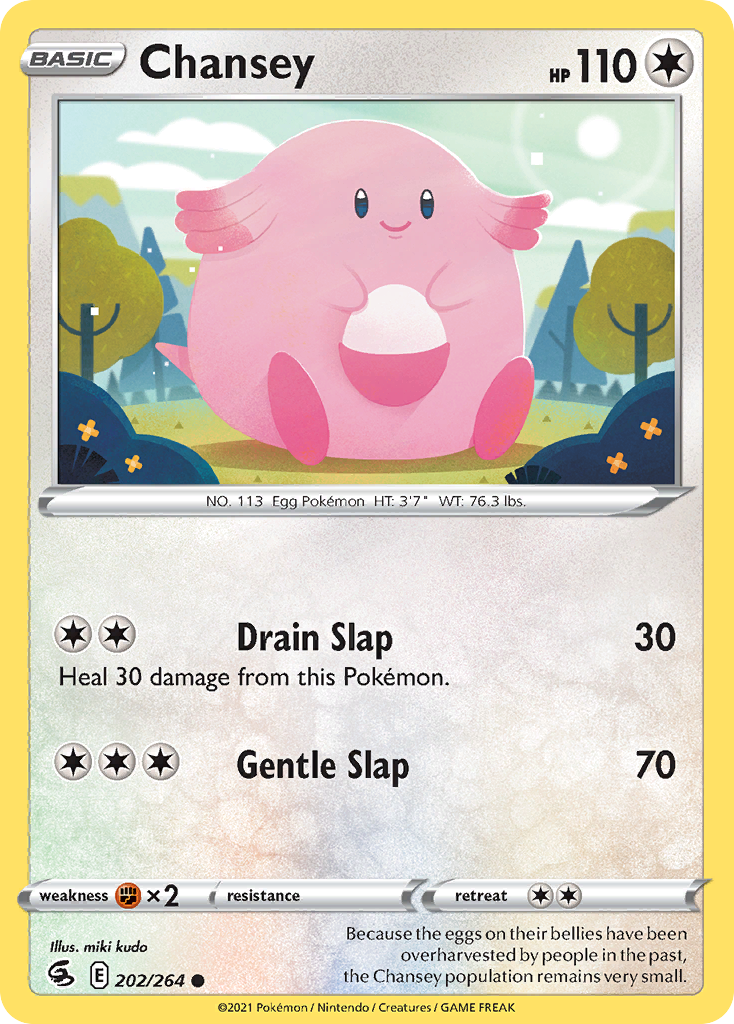 BASIC Chansey HP 110
NO. 113 Egg Pokémon HT: 3'7" WT: 76.3 lbs.
Drain Slap 30
Heal 30 damage from this Pokémon.
Gentle Slap 70
weakness ×2 resistance retreat
Illus. miki kudo
Because the eggs on their bellies have been
overharvested by people in the past,
the Chansey population remains very small.
E 202/264
©2021 Pokémon / Nintendo / Creatures / GAME FREAK